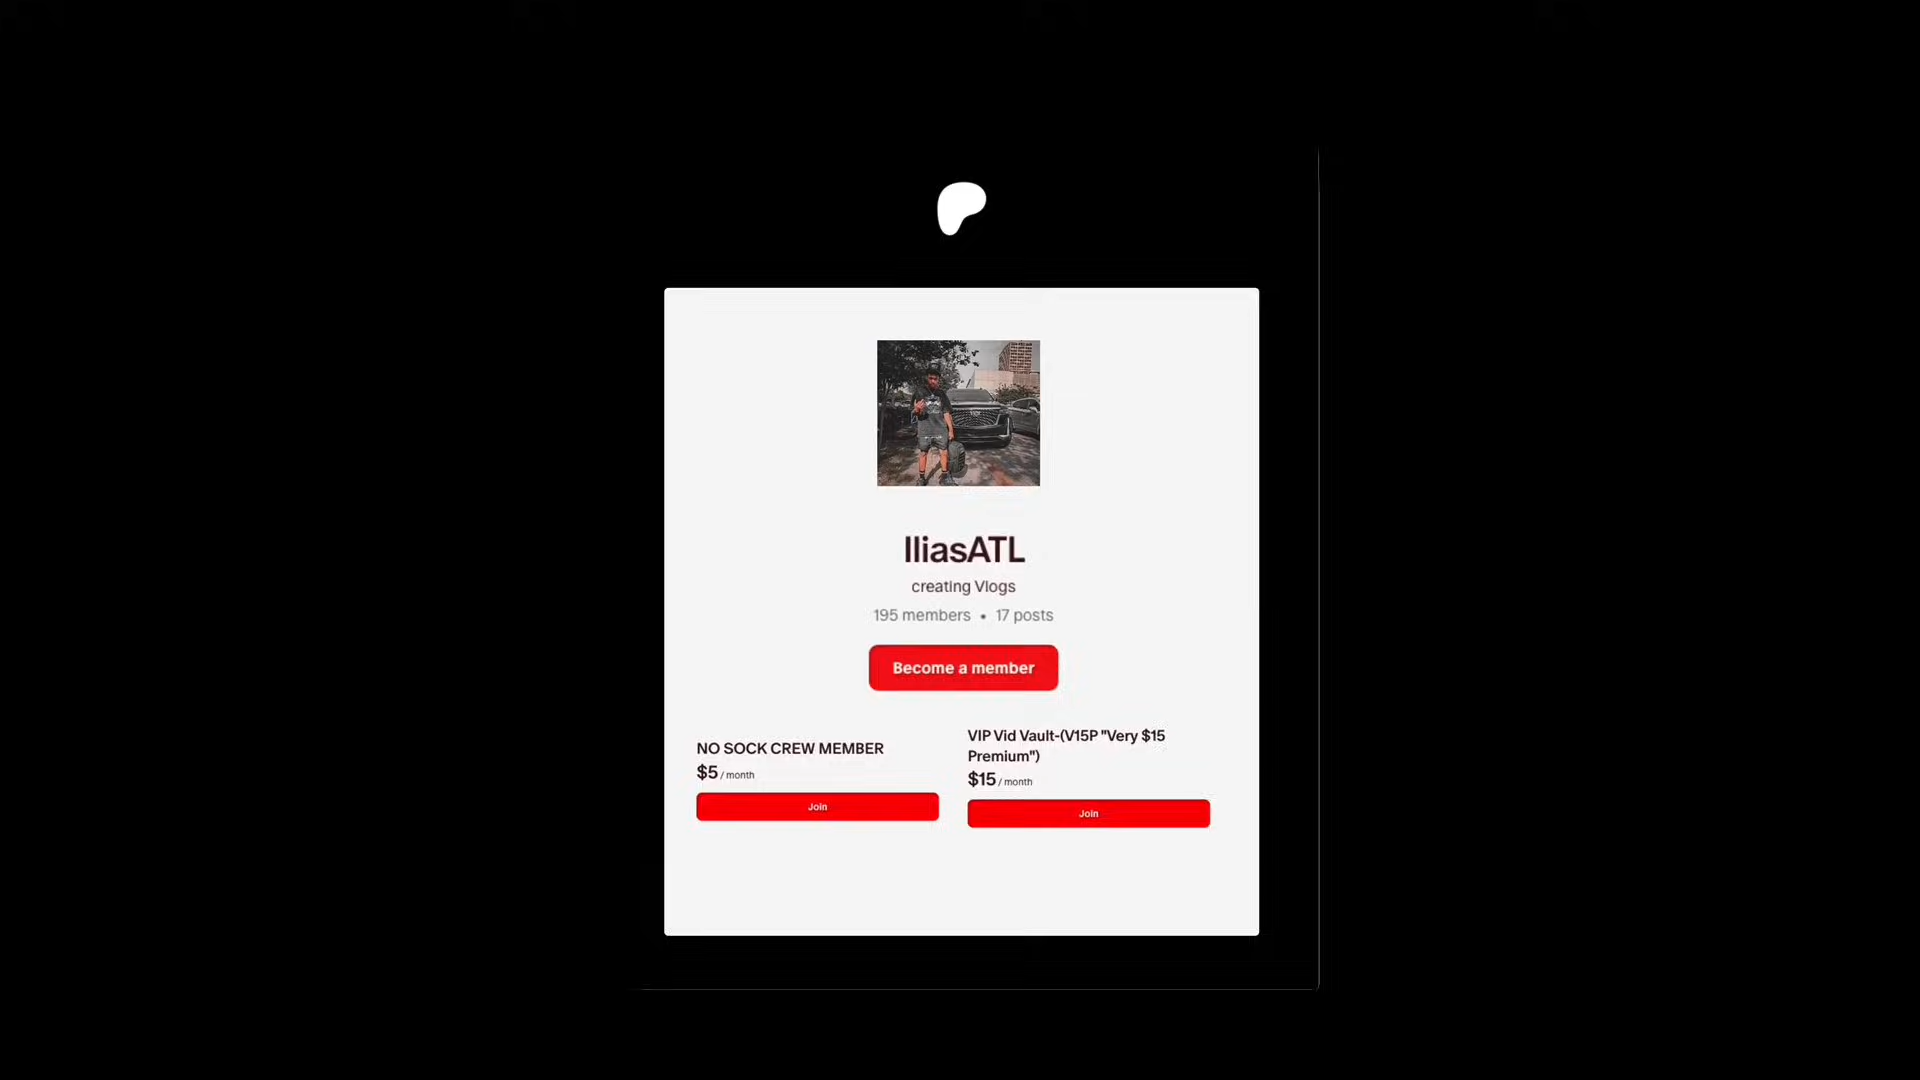 IliasATL
creating Vlogs
195 members • 17 posts
Become a member
NO SOCK CREW MEMBER
$5 / month
Join
VIP Vid Vault-(V15P "Very $15
Premium")
$15 / month
Join